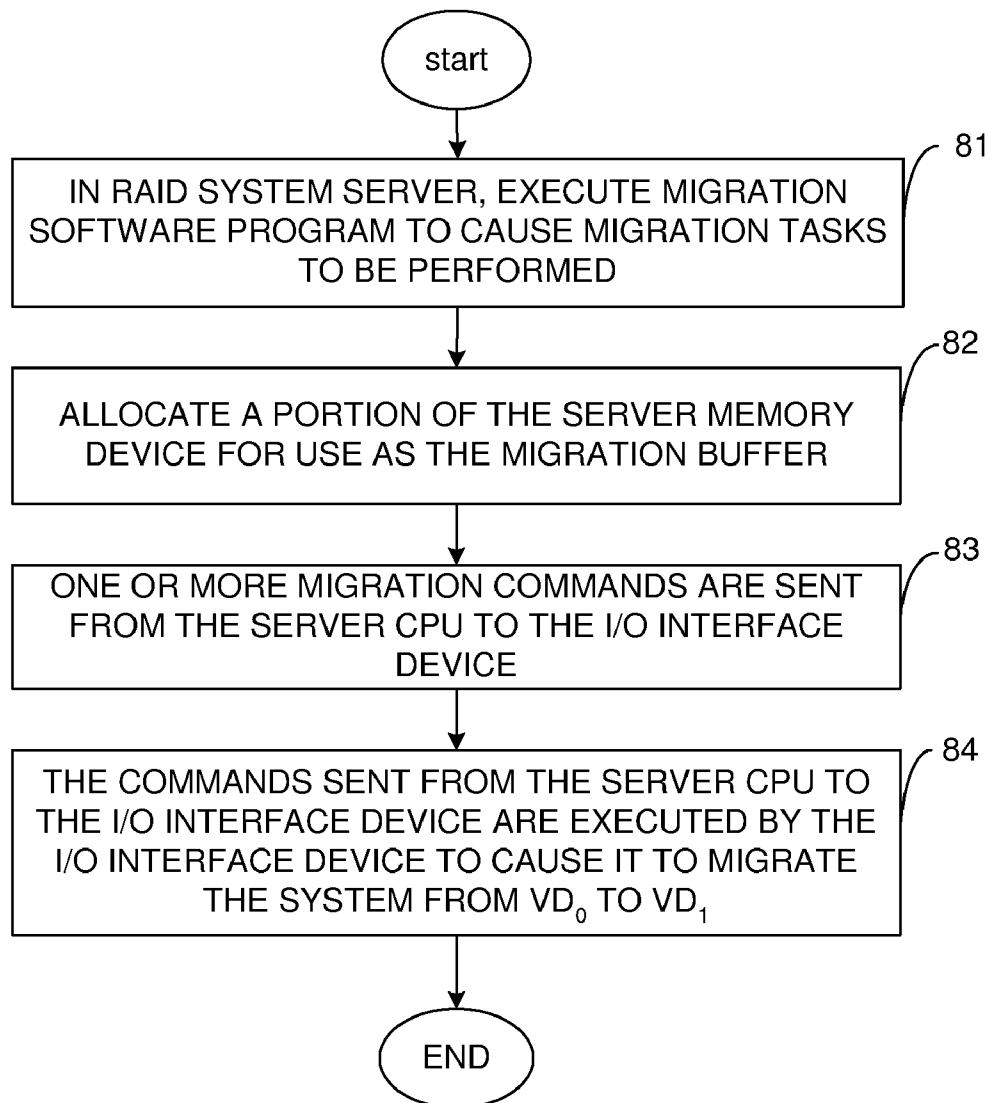 start
81
IN RAID SYSTEM SERVER, EXECUTE MIGRATION
SOFTWARE PROGRAM TO CAUSE MIGRATION TASKS
TO BE PERFORMED
82
ALLOCATE A PORTION OF THE SERVER MEMORY
DEVICE FOR USE AS THE MIGRATION BUFFER
83
ONE OR MORE MIGRATION COMMANDS ARE SENT
FROM THE SERVER CPU TO THE I/O INTERFACE
DEVICE
84
THE COMMANDS SENT FROM THE SERVER CPU TO
THE I/O INTERFACE DEVICE ARE EXECUTED BY THE
I/O INTERFACE DEVICE TO CAUSE IT TO MIGRATE
THE SYSTEM FROM VD₀ TO VD₁
END